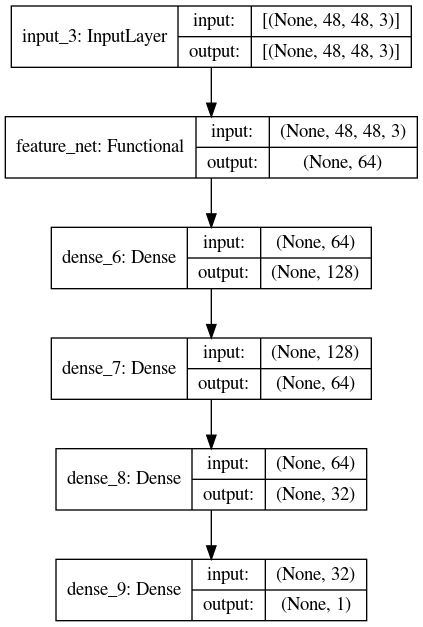 input_3: InputLayer
input: [(None, 48, 48, 3)]
output: [(None, 48, 48, 3)]
feature_net: Functional
input: (None, 48, 48, 3)
output: (None, 64)
dense_6: Dense
input: (None, 64)
output: (None, 128)
dense_7: Dense
input: (None, 128)
output: (None, 64)
dense_8: Dense
input: (None, 64)
output: (None, 32)
dense_9: Dense
input: (None, 32)
output: (None, 1)